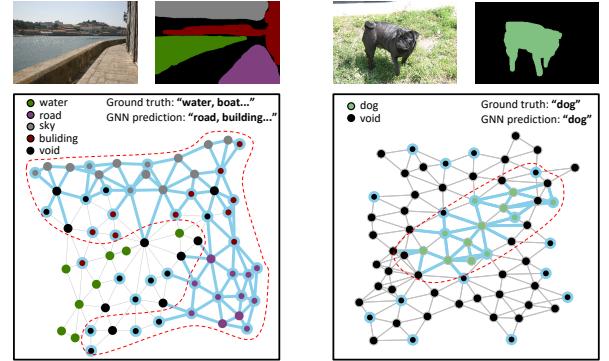 water
road
sky
buliding
void
Ground truth: “water, boat...”
GNN prediction: “road, building...”
dog
void
Ground truth: “dog”
GNN prediction: “dog”